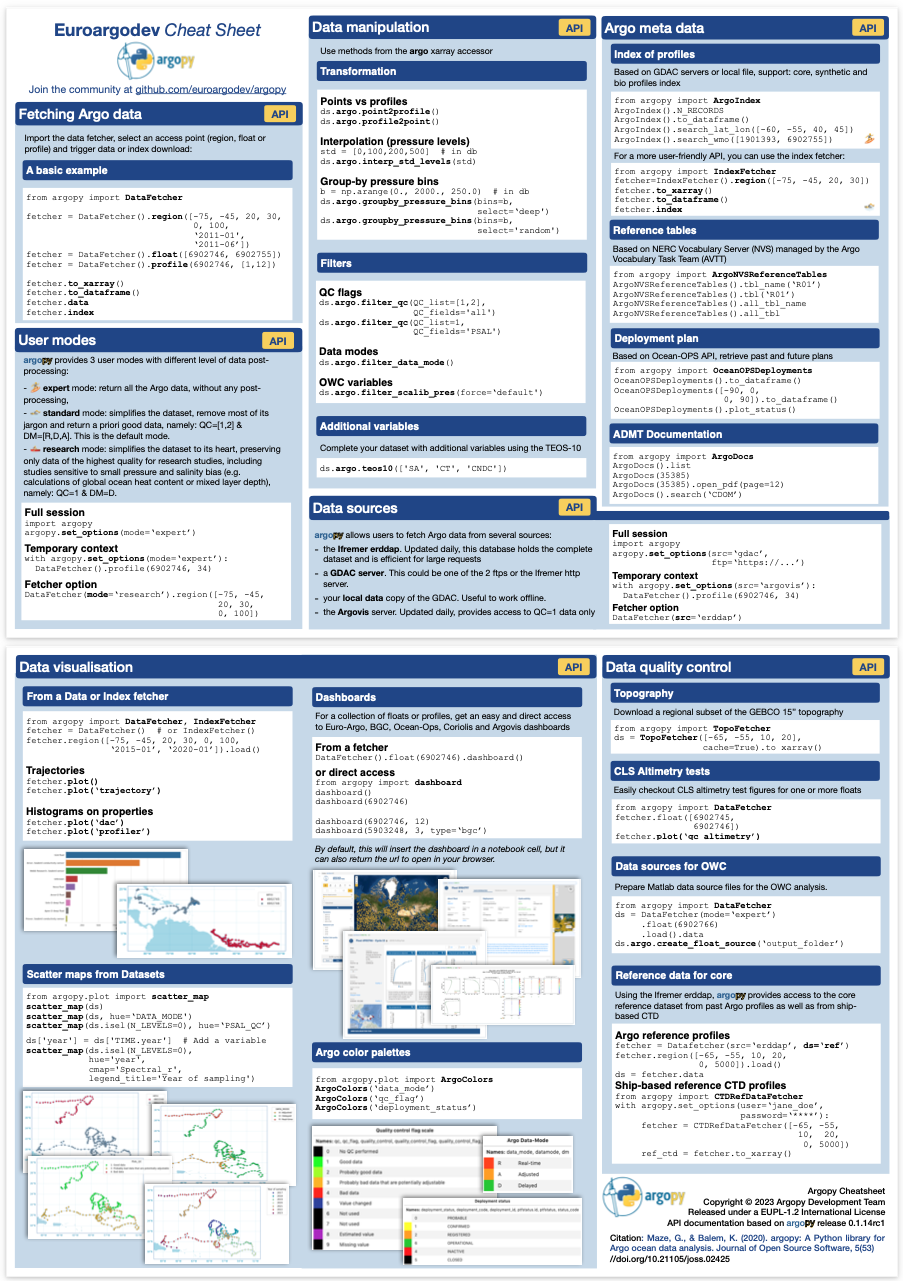 Euroargodev Cheat Sheet
argopy
Join the community at github.com/euroargodev/argopy
Fetching Argo data
API
Import the data fetcher, select an access point (region, float or
profile) and trigger data or index download:
A basic example
from argopy import DataFetcher
fetcher = DataFetcher().region([-75, -45, 20, 30,
0, 100,
‘2011-01’,
‘2011-06’])
fetcher = DataFetcher().float([6902746, 6902755])
fetcher = DataFetcher().profile(6902746, [1,12])
fetcher.to_xarray()
fetcher.to_dataframe()
fetcher.data
fetcher.index
User modes
API
argopy provides 3 user modes with different level of data post-
processing:
- expert mode: return all the Argo data, without any post-
processing,
- standard mode: simplifies the dataset, remove most of its
jargon and return a priori good data, namely: QC=[1,2] &
DM=[R,D,A]. This is the default mode.
- research mode: simplifies the dataset to its heart, preserving
only data of the highest quality for research studies, including
studies sensitive to small pressure and salinity bias (e.g.
calculations of global ocean heat content or mixed layer depth),
namely: QC=1 & DM=D.
Full session
import argopy
argopy.set_options(mode=‘expert’)
Temporary context
with argopy.set_options(mode=‘expert’):
DataFetcher().profile(6902746, 34)
Fetcher option
DataFetcher(mode=‘research’).region([-75, -45,
20, 30,
0, 100])
Data manipulation
API
Use methods from the argo xarray accessor
Transformation
Points vs profiles
ds.argo.point2profile()
ds.argo.profile2point()
Interpolation (pressure levels)
std = [0,100,200,500] # in db
ds.argo.interp_std_levels(std)
Group-by pressure bins
b = np.arange(0., 2000., 250.0) # in db
ds.argo.groupby_pressure_bins(bins=b,
select=‘deep’)
ds.argo.groupby_pressure_bins(bins=b,
select='random’)
Filters
QC flags
ds.argo.filter_qc(QC_list=[1,2],
QC_fields='all')
ds.argo.filter_qc(QC_list=1,
QC_fields='PSAL')
Data modes
ds.argo.filter_data_mode()
OWC variables
ds.argo.filter_scalib_pres(force='default')
Additional variables
Complete your dataset with additional variables using the TEOS-10
ds.argo.teos10(['SA', 'CT', 'CNDC'])
Argo meta data
API
Index of profiles
Based on GDAC servers or local file, support: core, synthetic and
bio profiles index
from argopy import ArgoIndex
ArgoIndex().N_RECORDS
ArgoIndex().to_dataframe()
ArgoIndex().search_lat_lon([-60, -55, 40, 45])
ArgoIndex().search_wmo([1901393, 6902755])
For a more user-friendly API, you can use the index fetcher:
from argopy import IndexFetcher
fetcher=IndexFetcher().region([-75, -45, 20, 30])
fetcher.to_xarray()
fetcher.to_dataframe()
fetcher.index
Reference tables
Based on NERC Vocabulary Server (NVS) managed by the Argo
Vocabulary Task Team (AVTT)
from argopy import ArgoNVSReferenceTables
ArgoNVSReferenceTables().tbl_name(‘R01’)
ArgoNVSReferenceTables().tbl(‘R01’)
ArgoNVSReferenceTables().all_tbl_name
ArgoNVSReferenceTables().all_tbl
Deployment plan
Based on Ocean-OPS API, retrieve past and future plans
from argopy import OceanOPSDeployments
OceanOPSDeployments().to_dataframe()
OceanOPSDeployments([-90, 0,
0, 90]).to_dataframe()
OceanOPSDeployments().plot_status()
ADMT Documentation
from argopy import ArgoDocs
ArgoDocs().list
ArgoDocs(35385)
ArgoDocs(35385).open_pdf(page=12)
ArgoDocs().search(‘CDOM’)
Data sources
API
argopy allows users to fetch Argo data from several sources:
- the Ifremer erddap. Updated daily, this database holds the complete
dataset and is efficient for large requests
- a GDAC server. This could be one of the 2 ftps or the Ifremer http
server.
- your local data copy of the GDAC. Useful to work offline.
- the Argovis server. Updated daily, provides access to QC=1 data only
Full session
import argopy
argopy.set_options(src=‘gdac’,
ftp=‘https://...’)
Temporary context
with argopy.set_options(src=‘argovis’):
DataFetcher().profile(6902746, 34)
Fetcher option
DataFetcher(src=‘erddap’)
Data visualisation
API
From a Data or Index fetcher
from argopy import DataFetcher, IndexFetcher
fetcher = DataFetcher() # or IndexFetcher()
fetcher.region([-75, -45, 20, 30, 0, 100,
‘2015-01’, ‘2020-01’]).load()
Trajectories
fetcher.plot()
fetcher.plot(‘trajectory’)
Histograms on properties
fetcher.plot(‘dac’)
fetcher.plot(‘profiler’)
Scatter maps from Datasets
from argopy.plot import scatter_map
scatter_map(ds)
scatter_map(ds, hue=‘DATA_MODE’)
scatter_map(ds.isel(N_LEVELS=0), hue=‘PSAL_QC’)
ds['year'] = ds[‘TIME.year’] # Add a variable
scatter_map(ds.isel(N_LEVELS=0),
hue='year',
cmap='Spectral_r',
legend_title='Year of sampling')
Dashboards
For a collection of floats or profiles, get an easy and direct access
to Euro-Argo, BGC, Ocean-Ops, Coriolis and Argovis dashboards
From a fetcher
DataFetcher().float(6902746).dashboard()
or direct access
from argopy import dashboard
dashboard()
dashboard(6902746)
dashboard(6902746, 12)
dashboard(5903248, 3, type=‘bgc’)
By default, this will insert the dashboard in a notebook cell, but it
can also return the url to open in your browser.
Argo color palettes
from argopy.plot import ArgoColors
ArgoColors(‘data_mode’)
ArgoColors(‘qc_flag’)
ArgoColors(‘deployment_status’)
Quality control flag scale
Names: qc, qc_flag, quality_control, quality_control_flag, quality_control_flag
0 No QC performed
1 Good data
2 Probably good data
3 Probably bad data that are potentially adjustable
4 Bad data
5 Value changed
6 Not used
7 Not used
8 Estimated value
9 Missing value
Argo Data-Mode
Names: data_mode, datamode, dm
R Real-time
A Adjusted
D Delayed
Deployment status
0 PROBABLE
1 CONFIRMED
2 REGISTERED
6 OPERATIONAL
4 INACTIVE
5 CLOSED
Data quality control
API
Topography
Download a regional subset of the GEBCO 15” topography
from argopy import TopoFetcher
ds = TopoFetcher([-65, -55, 10, 20],
cache=True).to_xarray()
CLS Altimetry tests
Easily checkout CLS altimetry test figures for one or more floats
from argopy import DataFetcher
fetcher.float([6902745,
6902746])
fetcher.plot(‘qc_altimetry’)
Data sources for OWC
Prepare Matlab data source files for the OWC analysis.
from argopy import DataFetcher
ds = DataFetcher(mode=‘expert’)
.float(6902766)
.load().data
ds.argo.create_float_source(‘output_folder’)
Reference data for core
Using the Ifremer erddap, argopy provides access to the core
reference dataset from past Argo profiles as well as from ship-
based CTD
Argo reference profiles
fetcher = Datafetcher(src=‘erddap’, ds=‘ref’)
fetcher.region([-65, -55, 10, 20,
0, 5000]).load()
ds = fetcher.data
Ship-based reference CTD profiles
from argopy import CTDRefDataFetcher
with argopy.set_options(user=‘jane_doe’,
password=‘****’):
fetcher = CTDRefDataFetcher([-65, -55,
10, 20,
0, 5000])
ref_ctd = fetcher.to_xarray()
argopy
Argopy Cheatsheet
Copyright © 2023 Argopy Development Team
Released under a EUPL-1.2 International License
API documentation based on argopy release 0.1.14rc1
Citation: Maze, G., & Balem, K. (2020). argopy: A Python library for
Argo ocean data analysis. Journal of Open Source Software, 5(53)
//doi.org/10.21105/joss.02425